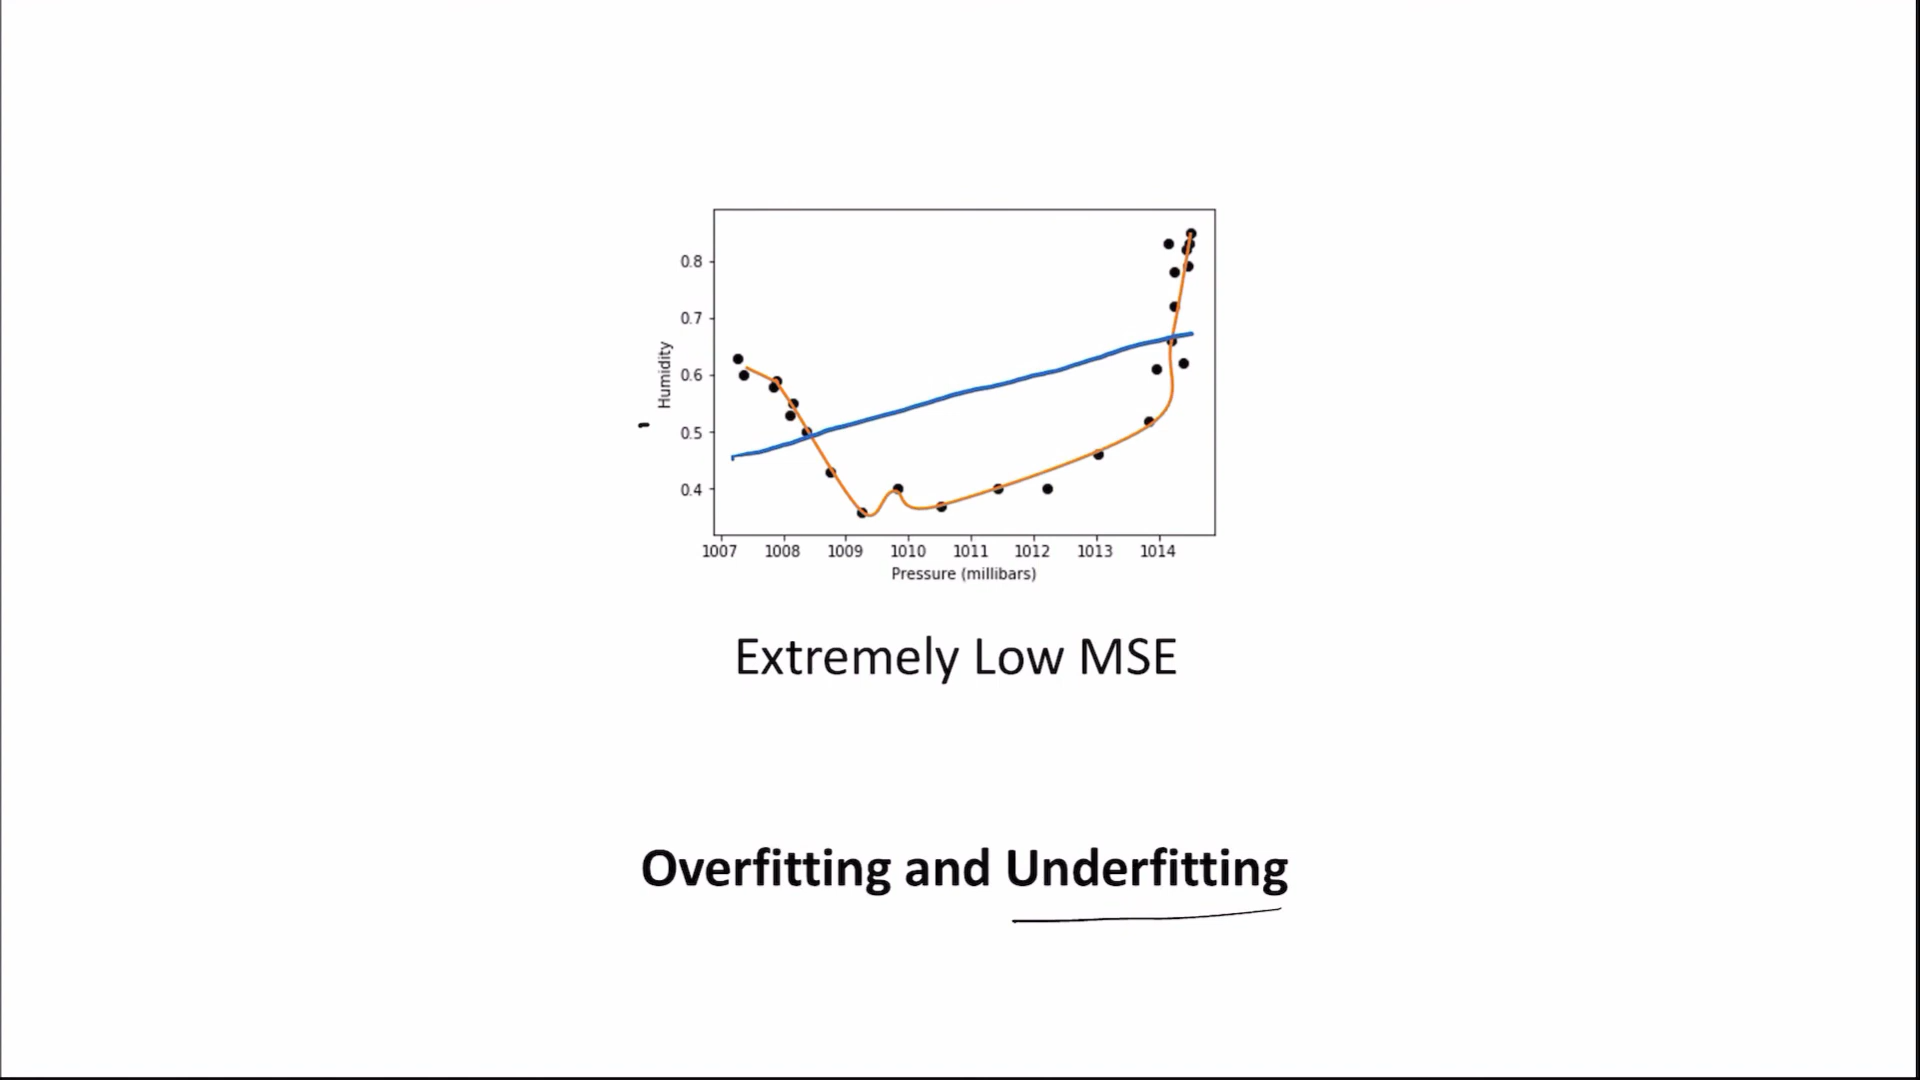 0.8
0.7
0.6
0.5
0.4
Humidity
1007 1008 1009 1010 1011 1012 1013 1014
Pressure (millibars)
Extremely Low MSE
Overfitting and Underfitting